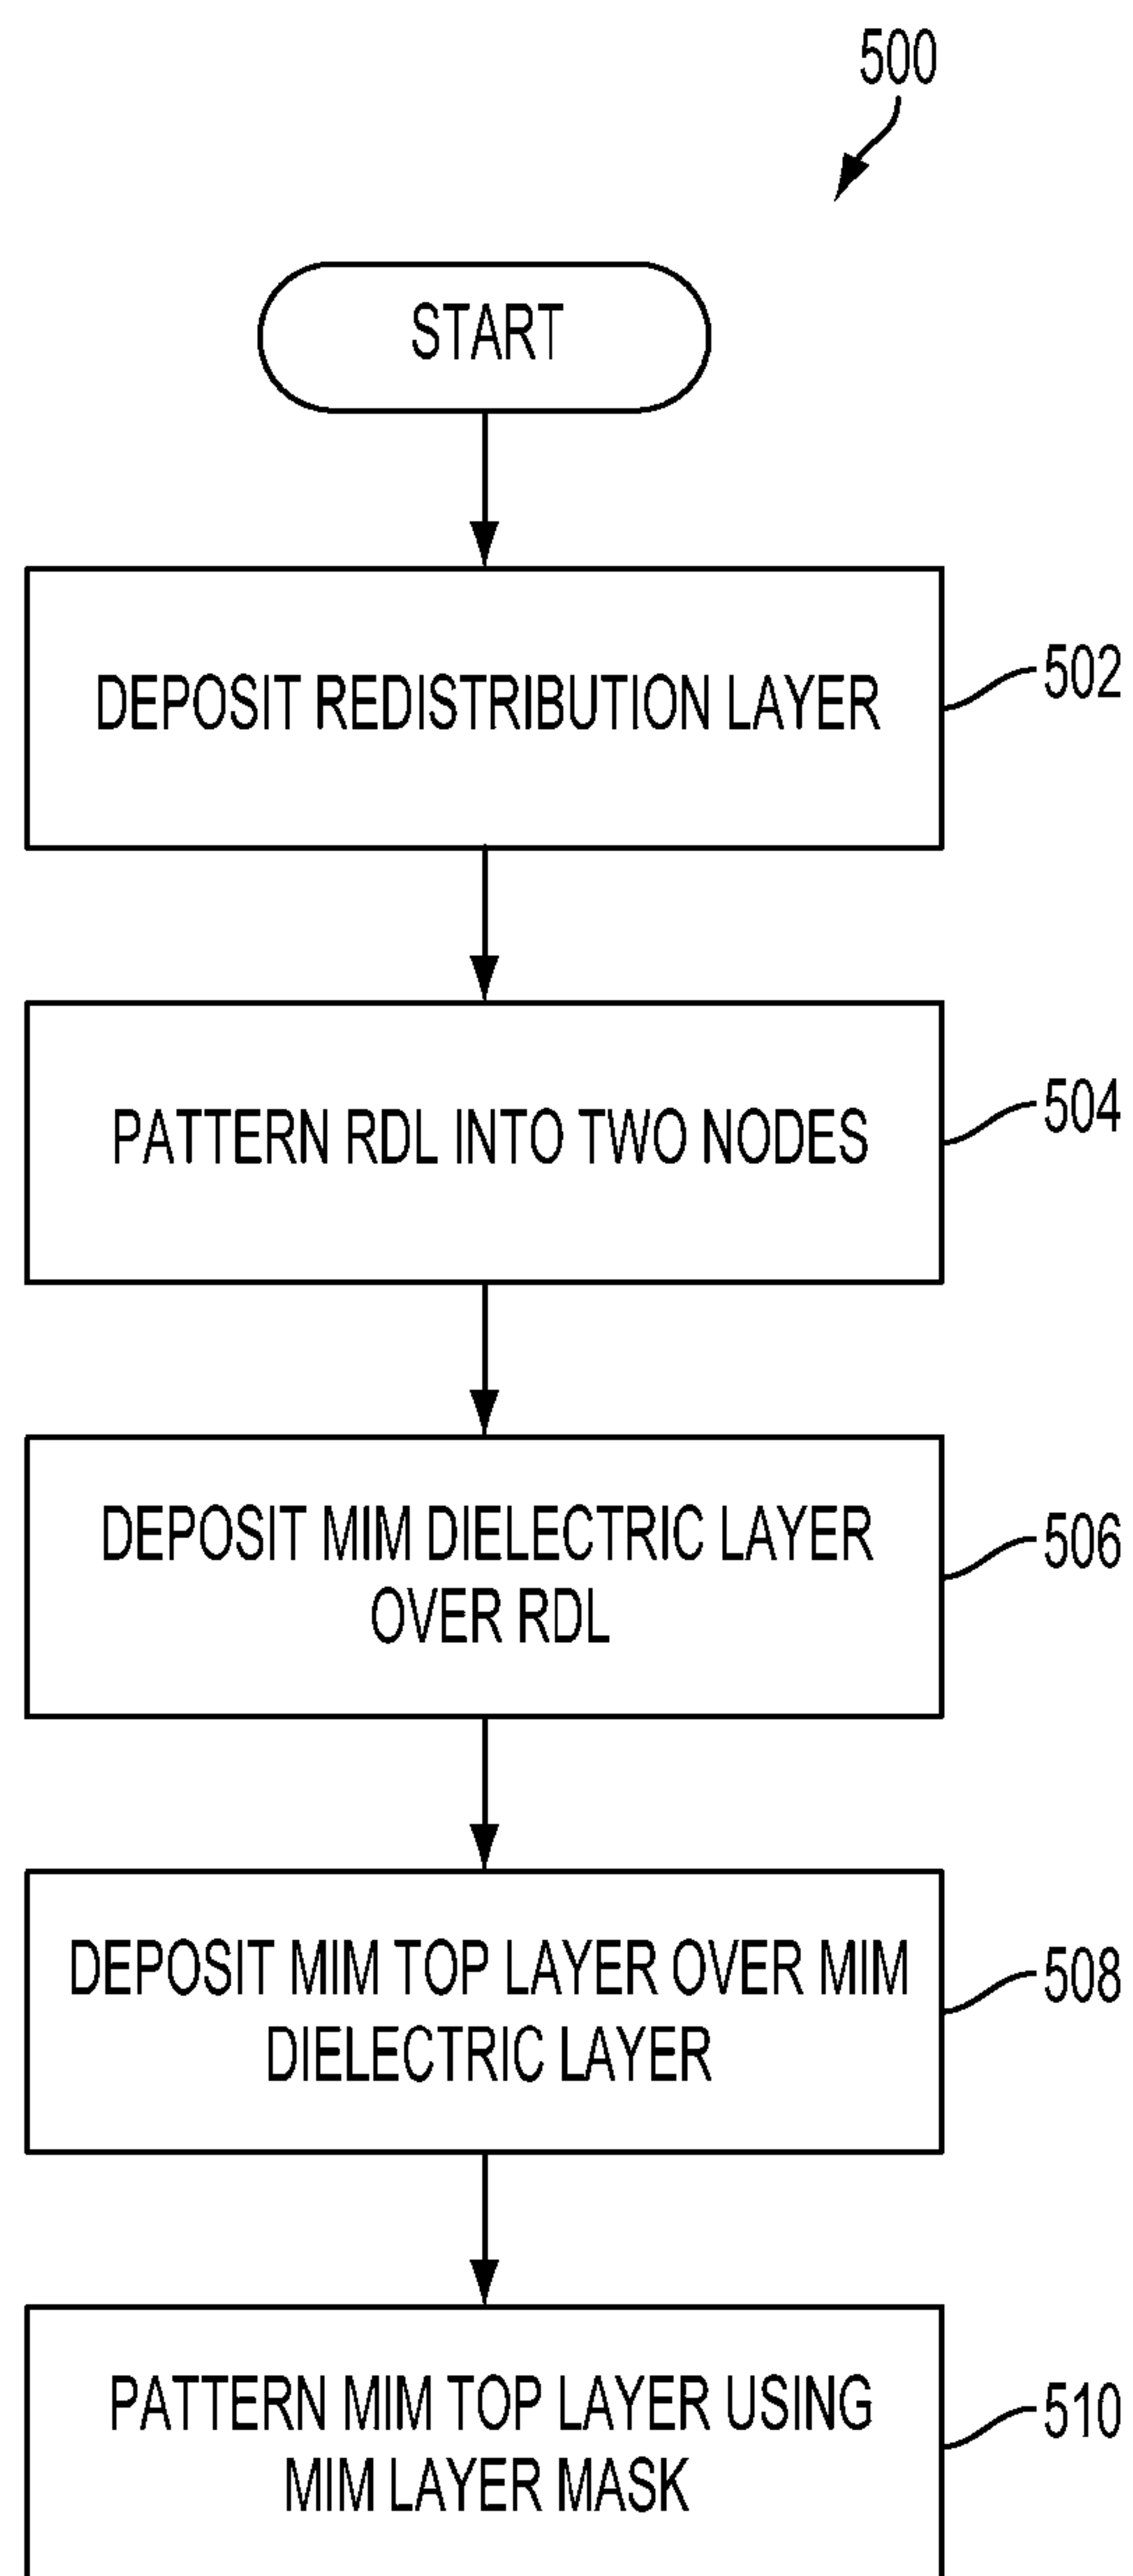 500
START
DEPOSIT REDISTRIBUTION LAYER
502
PATTERN RDL INTO TWO NODES
504
DEPOSIT MIM DIELECTRIC LAYER
OVER RDL
506
DEPOSIT MIM TOP LAYER OVER MIM
DIELECTRIC LAYER
508
PATTERN MIM TOP LAYER USING
MIM LAYER MASK
510